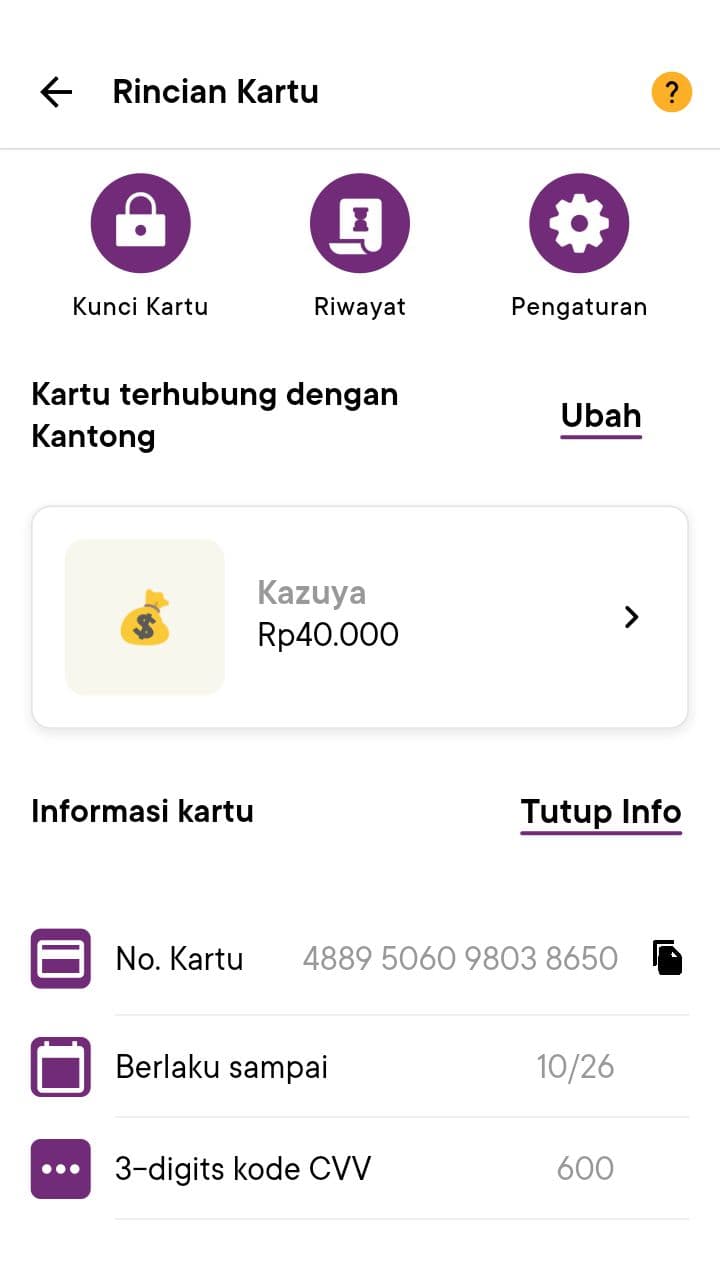 Rincian Kartu
?
Kunci Kartu
Riwayat
Pengaturan
Kartu terhubung dengan
Kantong
Ubah
Kazuya
Rp40.000
Informasi kartu
Tutup Info
No. Kartu 4889 5060 9803 8650
Berlaku sampai 10/26
3-digits kode CVV 600